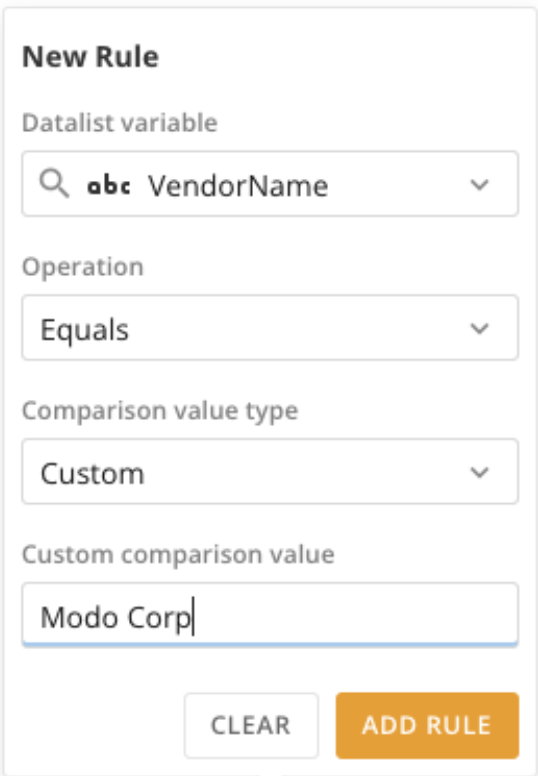 New Rule
Datalist variable
abc VendorName
Operation
Equals
Comparison value type
Custom
Custom comparison value
Modo Corp
CLEAR ADD RULE